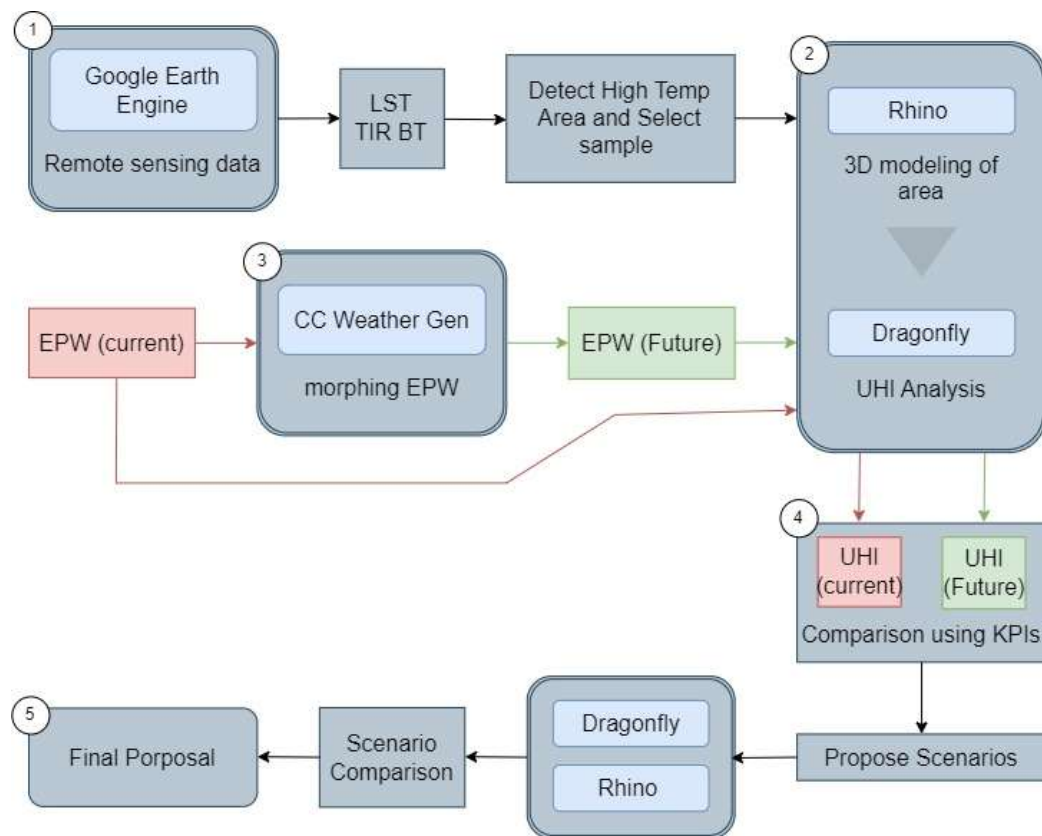 1
Google Earth
Engine
Remote sensing data
LST
TIR BT
Detect High Temp
Area and Select
sample
2
Rhino
3D modeling of
area
Dragonfly
UHI Analysis
3
CC Weather Gen
morphing EPW
EPW (current)
EPW (Future)
4
UHI
(current)
UHI
(Future)
Comparison using KPIs
Propose Scenarios
Dragonfly
Rhino
Scenario
Comparison
5
Final Porposal